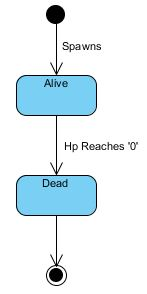 Spawns
Alive
Hp Reaches '0'
Dead